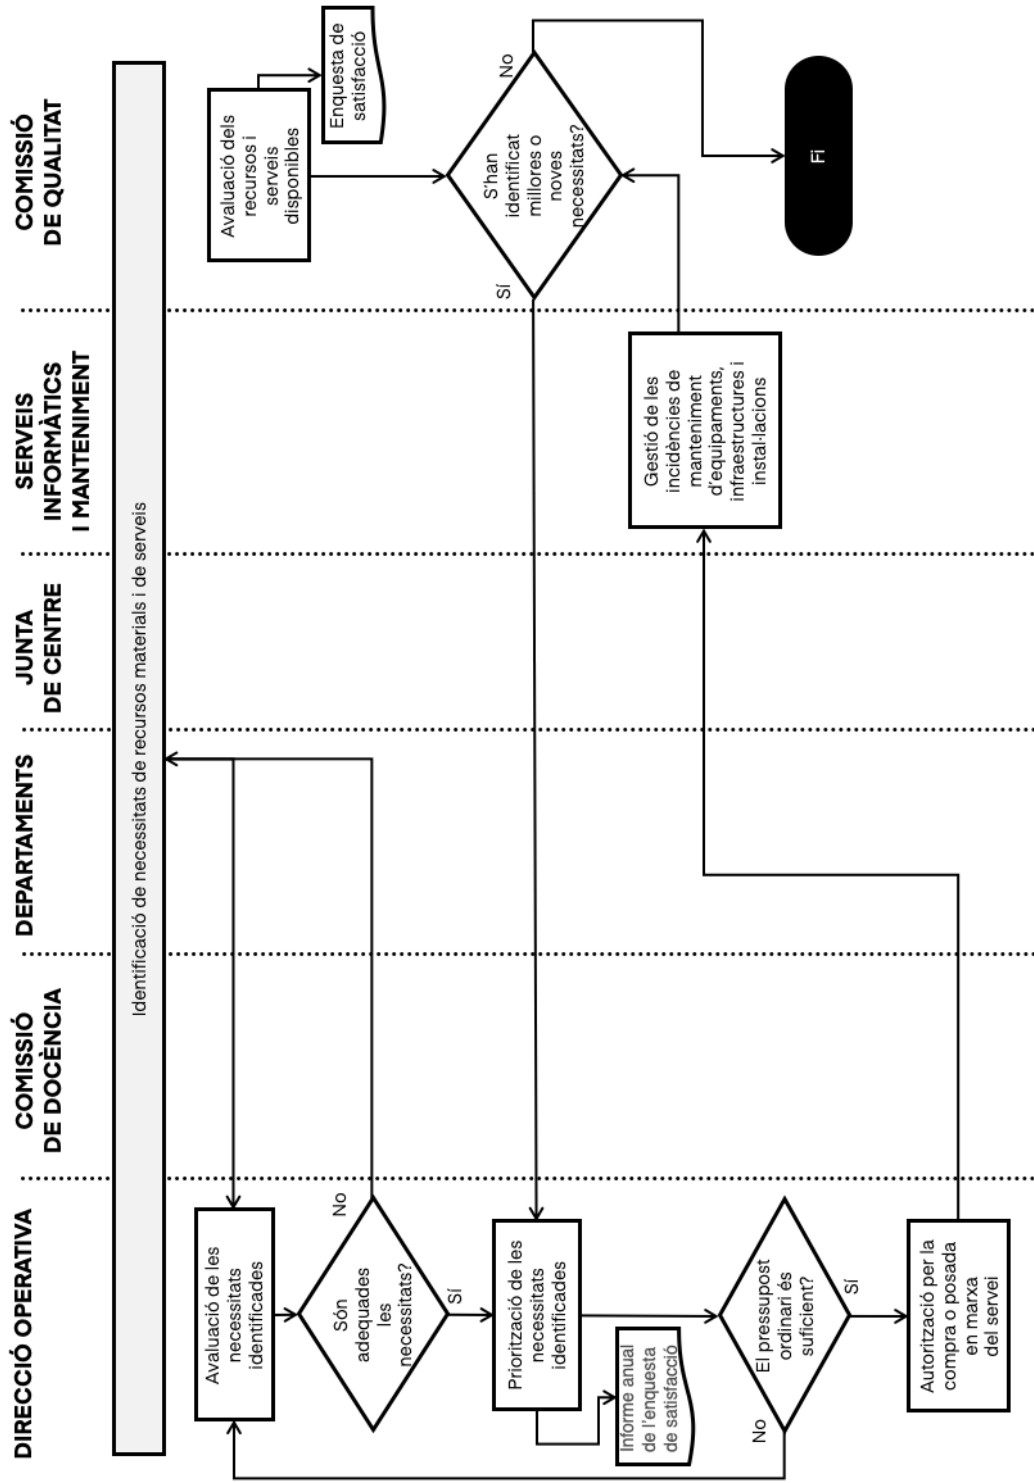 DIRECCIÓ OPERATIVA
COMISSIÓ
DE DOCÈNCIA
DEPARTAMENTS
JUNTA
DE CENTRE
SERVEIS
INFORMÀTICS
I MANTENIMENT
COMISSIÓ
DE QUALITAT
Identificació de necessitats de recursos materials i de serveis
Avaluació de les
necessitats
identificades
Avaluació dels
recursos i
serveis
disponibles
Enquesta de
satisfacció
Són
adequades
les
necessitats?
No
Sí
S'han
identificat
millores o
noves
necessitats?
Sí
No
Priorització de les
necessitats
identificades
Informe anual
de l'enquesta
de satisfacció
Gestió de les
incidències de
manteniment
d'equipaments,
infraestructures i
instal·lacions
El pressupost
ordinari és
suficient?
No
Sí
Fi
Autorització per la
compra o posada
en marxa
del servei